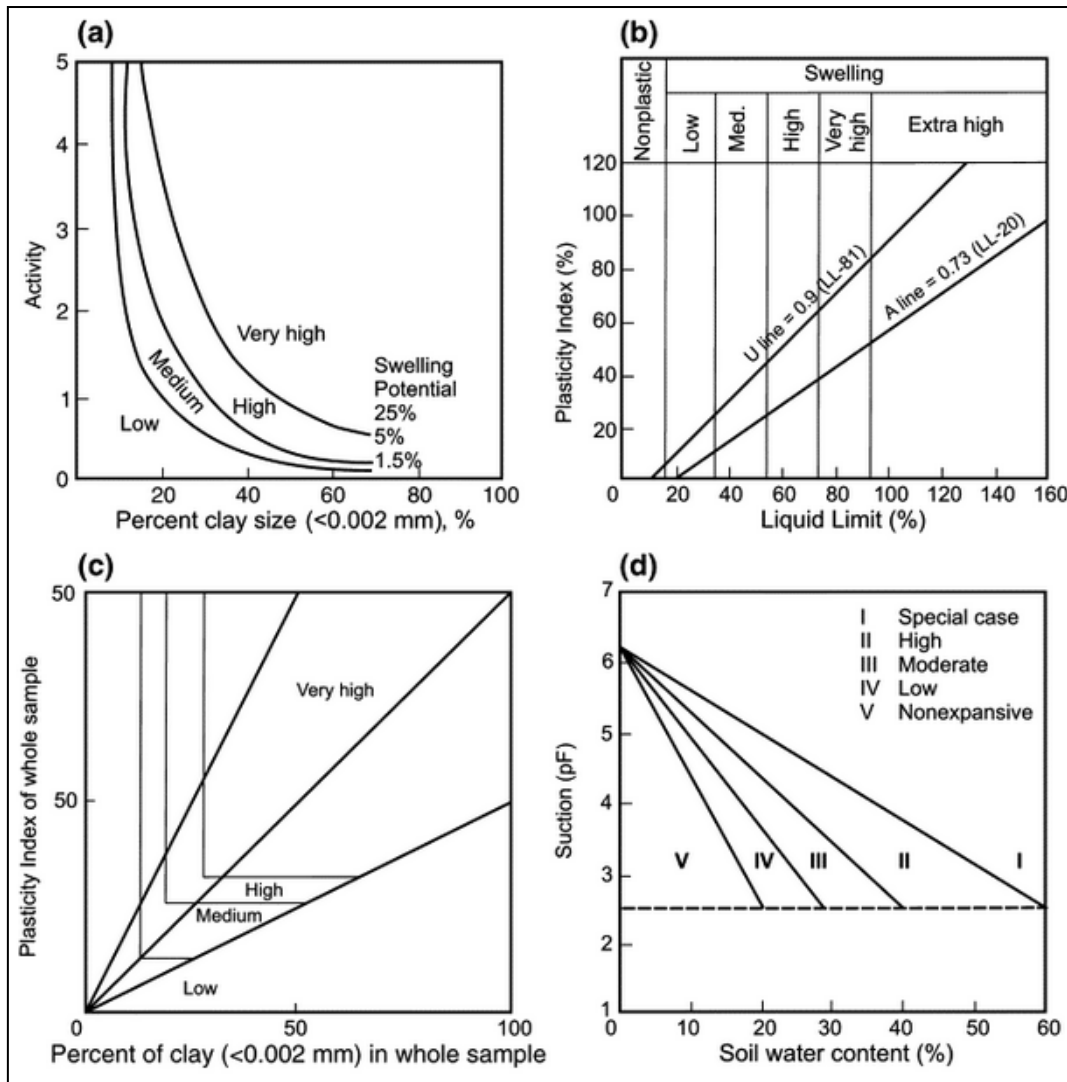 (a)
5
4
3
2
1
0
Activity
Very high
Medium
High
Low
Swelling
Potential
25%
5%
1.5%
20
40
60
80
100
Percent clay size (<0.002 mm), %
(b)
Nonplastic
Swelling
Low
Med.
High
Very
high
Extra high
120
100
80
60
40
20
Plasticity Index (%)
U line = 0.9 (LL-81)
A line = 0.73 (LL-20)
0
20
40
60
80
100
120
140
160
Liquid Limit (%)
(c)
50
50
Plasticity Index of whole sample
Very high
High
Medium
Low
0
50
100
Percent of clay (<0.002 mm) in whole sample
(d)
7
6
5
4
3
2
1
Suction (pF)
I Special case
II High
III Moderate
IV Low
V Nonexpansive
V
IV
III
II
I
0
10
20
30
40
50
60
Soil water content (%)